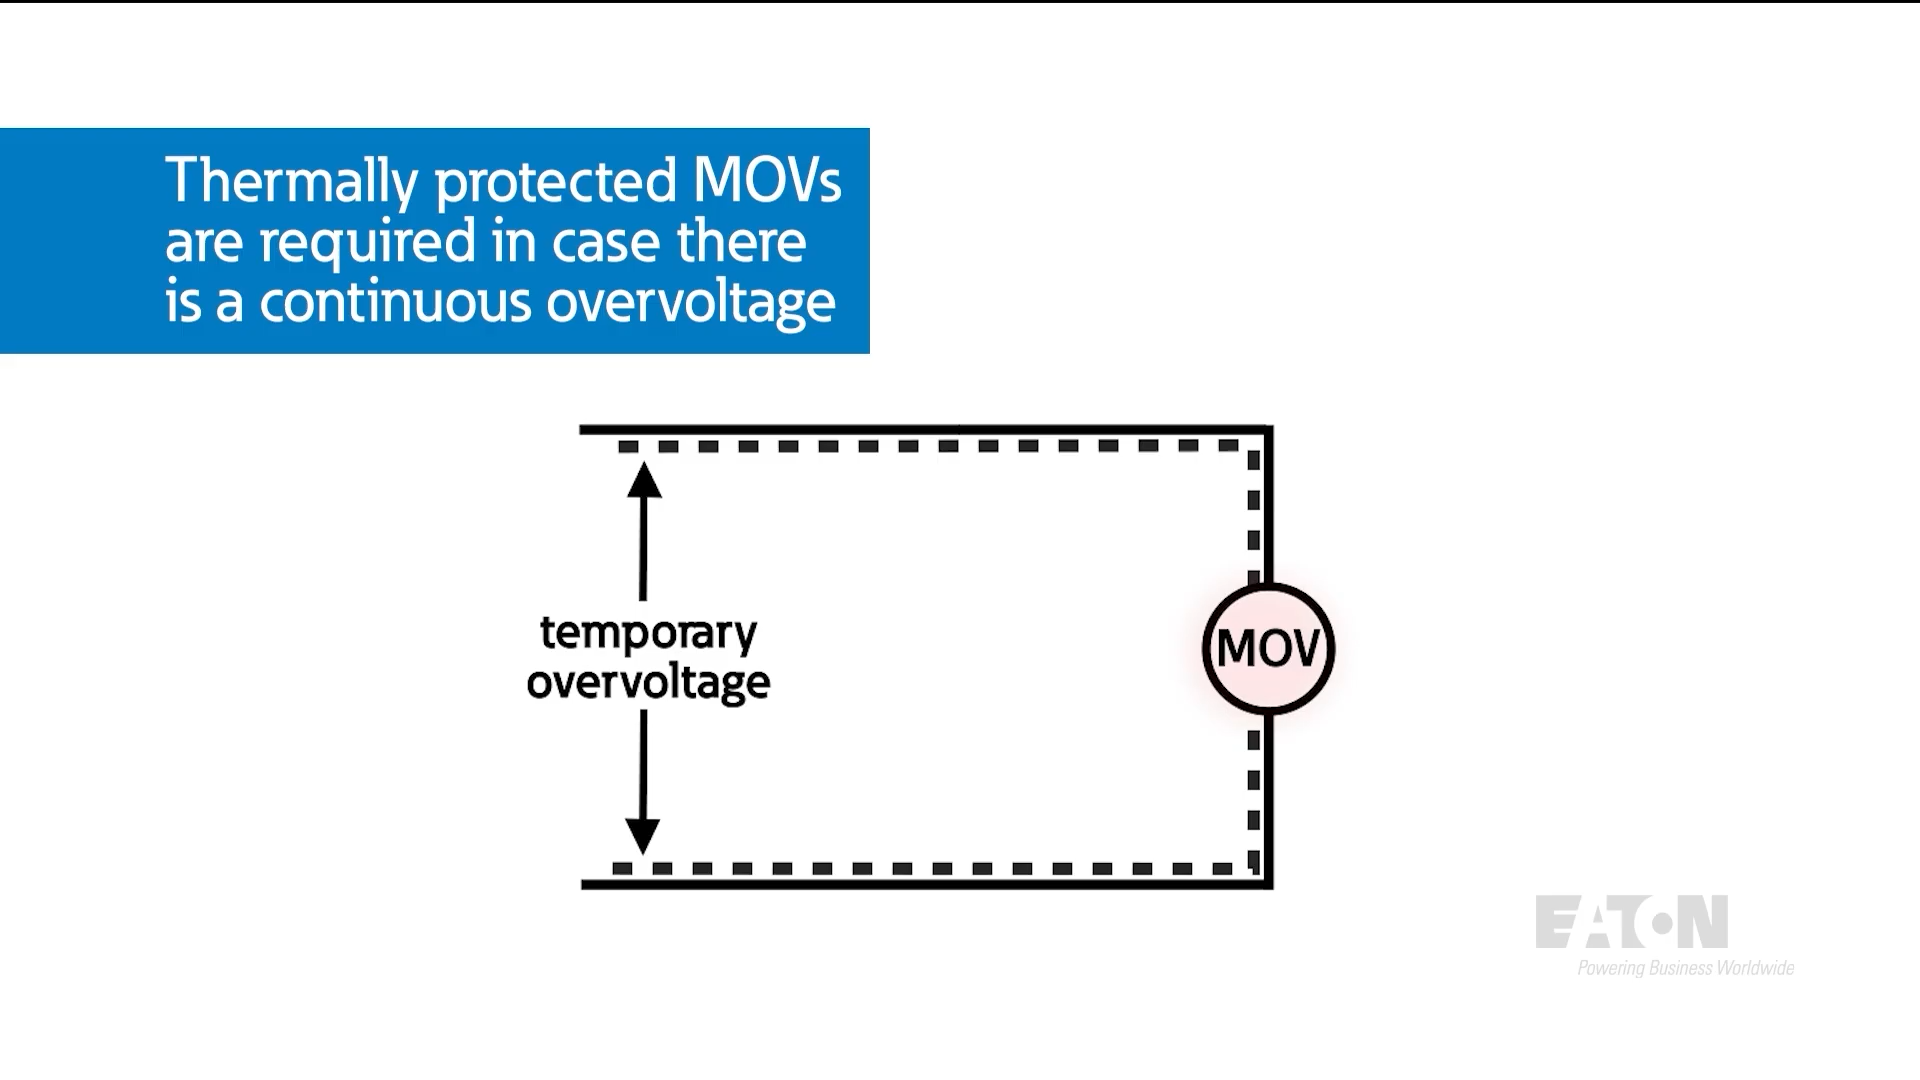 Thermally protected MOVs
are required in case there
is a continuous overvoltage
temporary
overvoltage
MOV
EATON
Powering Business Worldwide